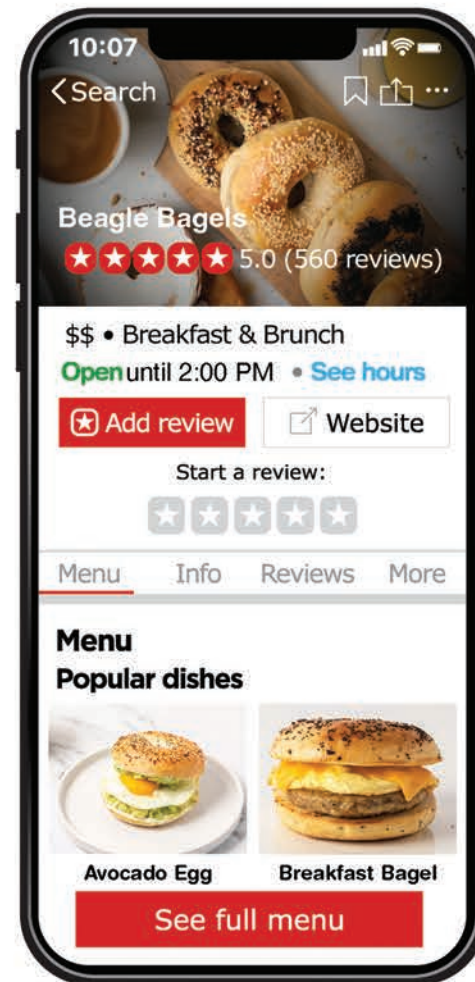 10:07
Search
Beagle Bagels
5.0 (560 reviews)
$$ • Breakfast & Brunch
Open until 2:00 PM • See hours
Add review Website
Start a review:
Menu Info Reviews More
Menu
Popular dishes
Avocado Egg Breakfast Bagel
See full menu